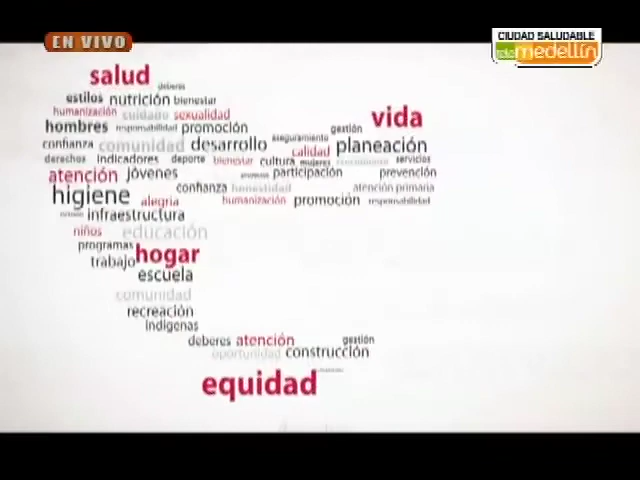 EN VIVO
CIUDAD SALUDABLE
telemedellín
salud
deberes
estilos nutrición bienestar
humanización cuidado sexualidad
vida
hombres responsabilidad promoción
gestión
confianza comunidad desarrollo aseguramiento
calidad planeación
derechos indicadores deporte bienestar cultura mujeres servicios
atención jóvenes participación prevención
higiene confianza honestidad atención primaria
alegria humanización promoción responsabilidad
infraestructura
niños educación
programas hogar
trabajo
escuela
comunidad
recreación
indígenas
deberes atención gestión
oportunidad construcción
equidad